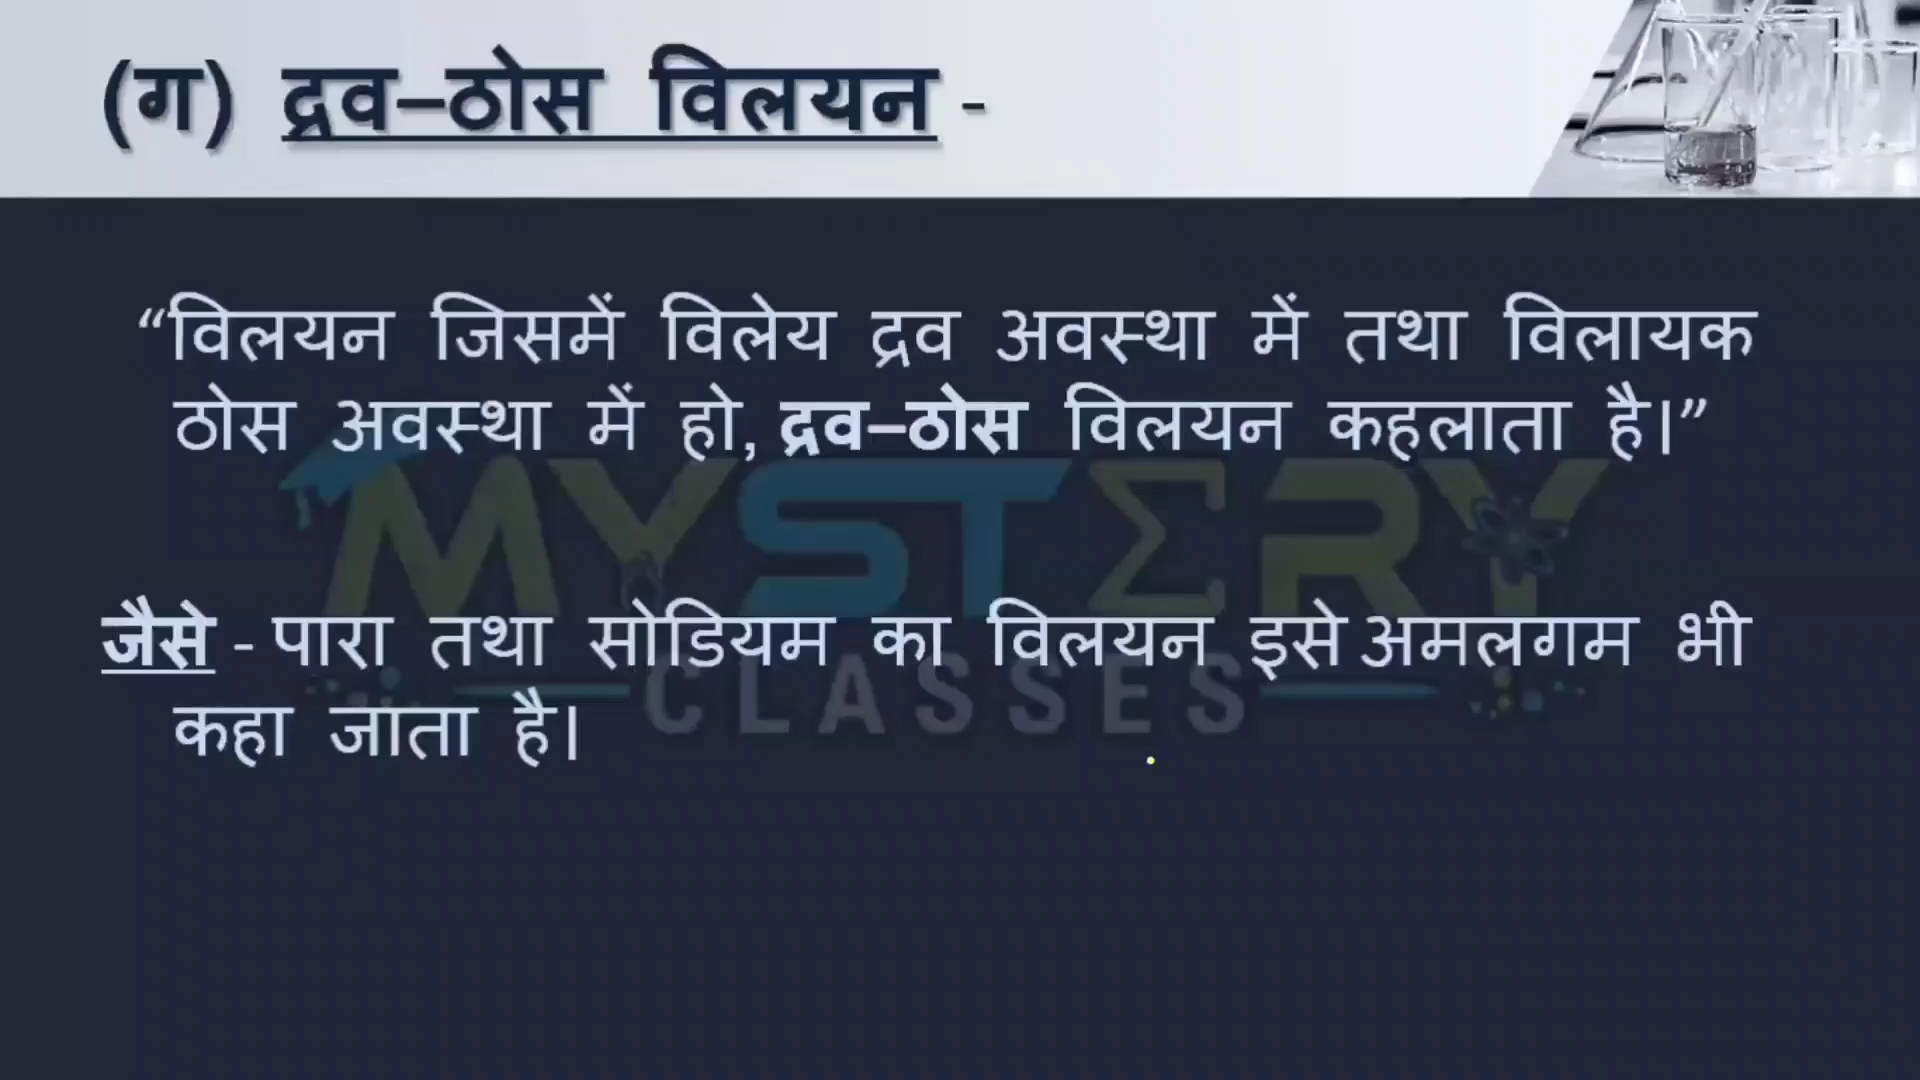 (ग) द्रव–ठोस विलयन -
“विलयन जिसमें विलेय द्रव अवस्था में तथा विलायक
ठोस अवस्था में हो, द्रव–ठोस विलयन कहलाता है।”
MYSTΣRY
CLASSES
जैसे - पारा तथा सोडियम का विलयन इसे अमलगम भी
कहा जाता है।